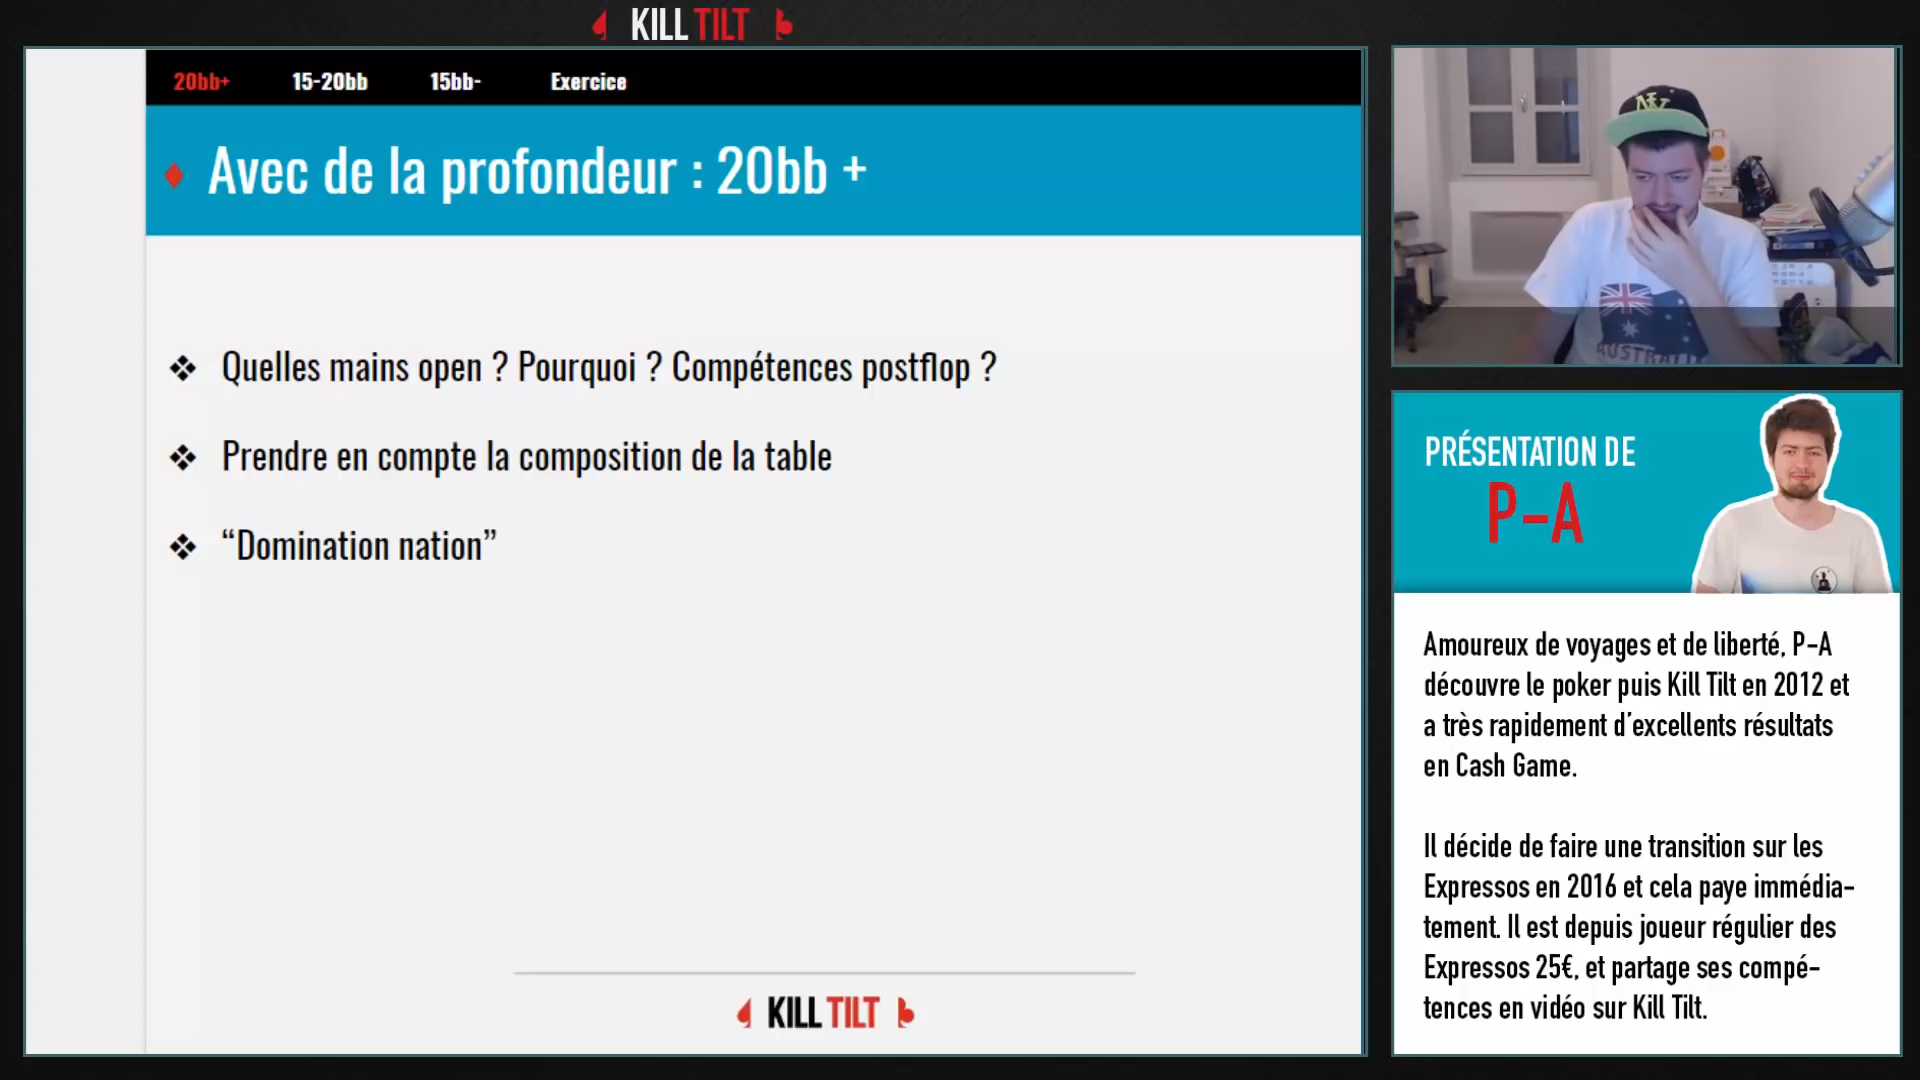 KILL TILT
20bb+ 15-20bb 15bb- Exercice
Avec de la profondeur : 20bb +
Quelles mains open ? Pourquoi ? Compétences postflop ?
Prendre en compte la composition de la table
“Domination nation”
KILL TILT
NY
AUSTRALI
PRÉSENTATION DE
P-A
Amoureux de voyages et de liberté, P-A
découvre le poker puis Kill Tilt en 2012 et
a très rapidement d’excellents résultats
en Cash Game.
Il décide de faire une transition sur les
Expressos en 2016 et cela paye immédia-
tement. Il est depuis joueur régulier des
Expressos 25€, et partage ses compé-
tences en vidéo sur Kill Tilt.